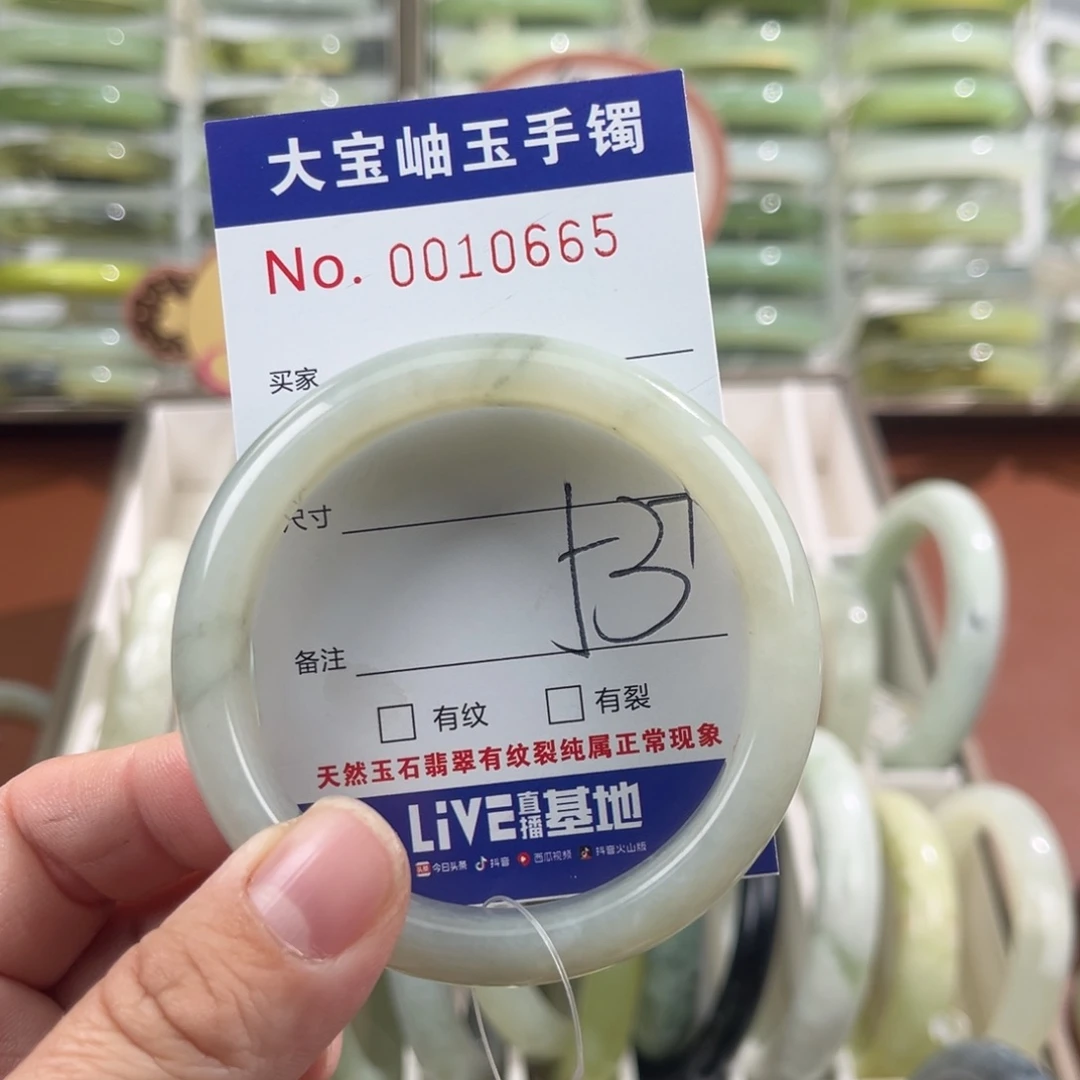 大宝岫玉手镯
No. 0010665
买家
尺寸
备注
有纹 有裂
天然玉石翡翠有纹裂纯属正常现象
LiVE直播基地
今日头条 抖音 西瓜视频 抖音火山版